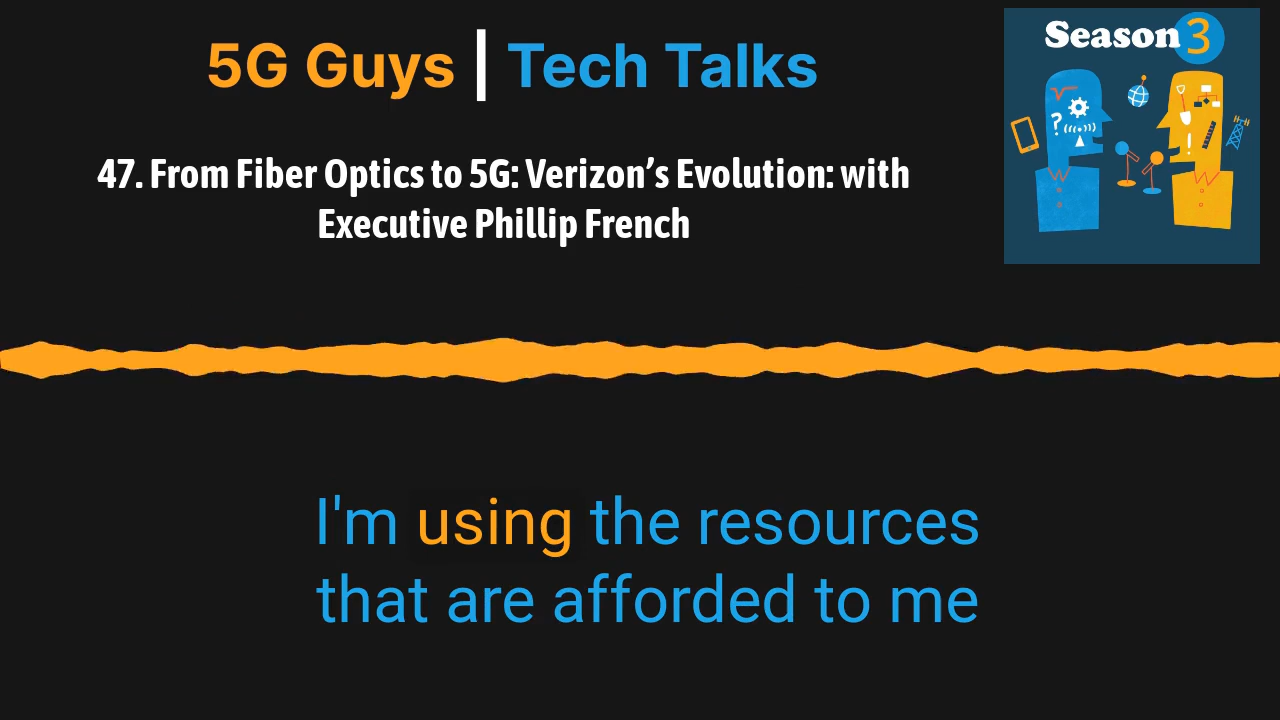 5G Guys | Tech Talks
Season 3
47. From Fiber Optics to 5G: Verizon’s Evolution: with
Executive Phillip French
I'm using the resources
that are afforded to me